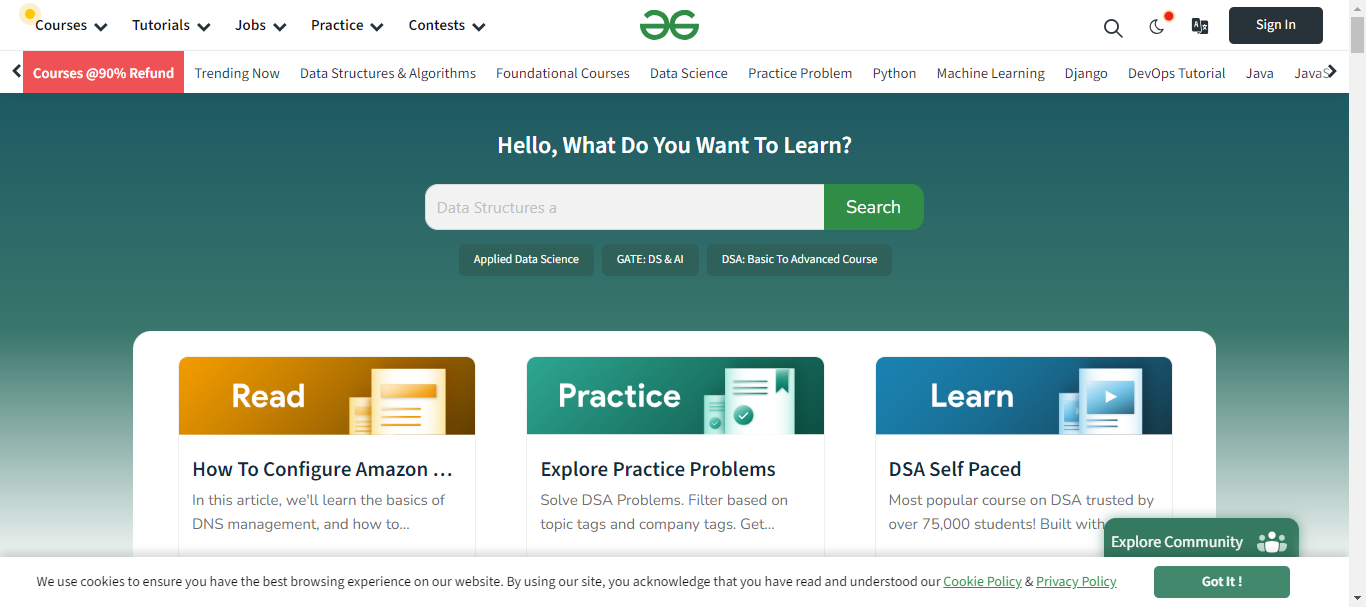 Courses Tutorials Jobs Practice Contests Sign In
Courses @90% Refund Trending Now Data Structures & Algorithms Foundational Courses Data Science Practice Problem Python Machine Learning Django DevOps Tutorial Java JavaS
Hello, What Do You Want To Learn?
Data Structures a Search
Applied Data Science GATE: DS & AI DSA: Basic To Advanced Course
Read Practice Learn
How To Configure Amazon ...
In this article, we'll learn the basics of
DNS management, and how to...
Explore Practice Problems
Solve DSA Problems. Filter based on
topic tags and company tags. Get...
DSA Self Paced
Most popular course on DSA trusted by
over 75,000 students! Built with
Explore Community
We use cookies to ensure you have the best browsing experience on our website. By using our site, you acknowledge that you have read and understood our Cookie Policy & Privacy Policy
Got It !